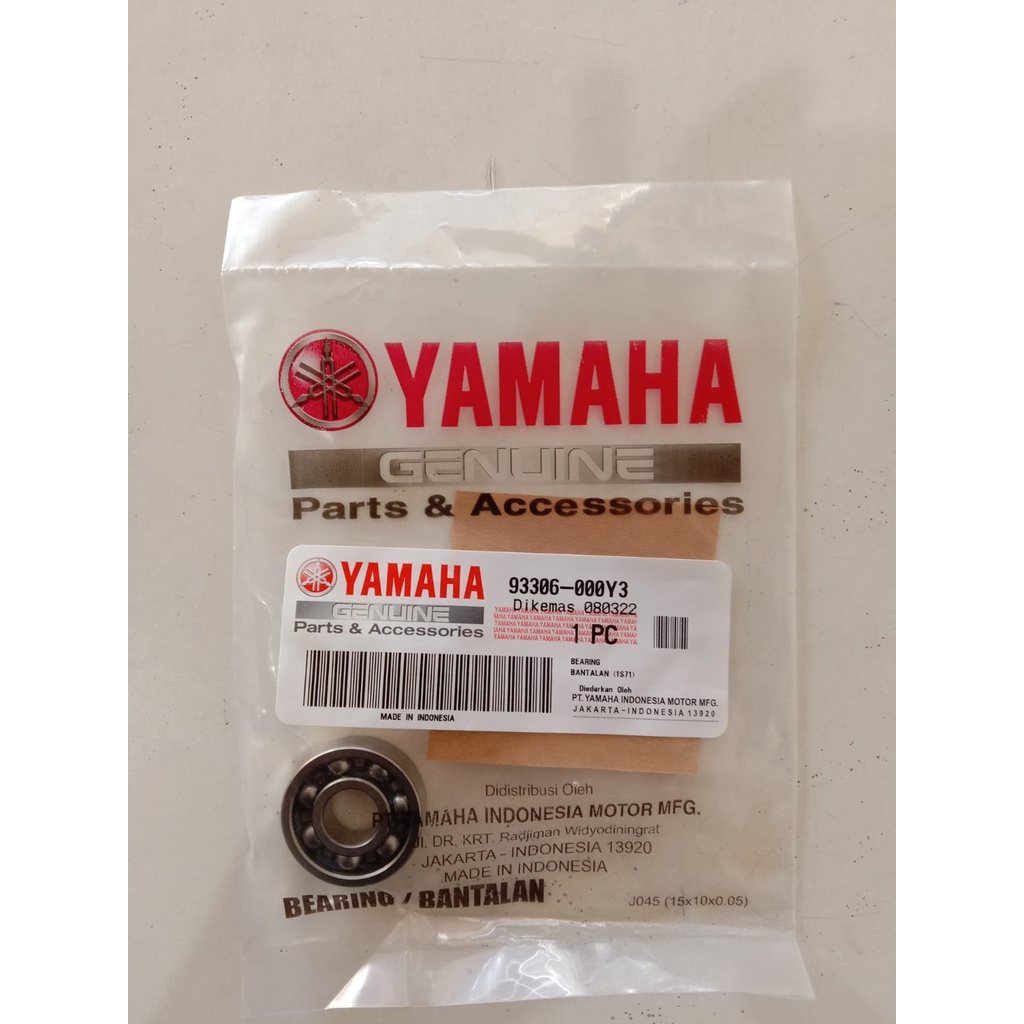 YAMAHA
GENUINE
Parts & Accessories
YAMAHA
GENUINE
Parts & Accessories
93306-000Y3
Dikemas 080322
1 PC
BEARING
BANTALAN (1S71)
Diedarkan Oleh
PT. YAMAHA INDONESIA MOTOR MFG.
JAKARTA-INDONESIA 13920
MADE IN INDONESIA
Didistribusi Oleh
PT. YAMAHA INDONESIA MOTOR MFG.
Jl. DR. KRT. Radjiman Widyodiningrat
JAKARTA - INDONESIA 13920
MADE IN INDONESIA
BEARING / BANTALAN
J045 (15x10x0.05)